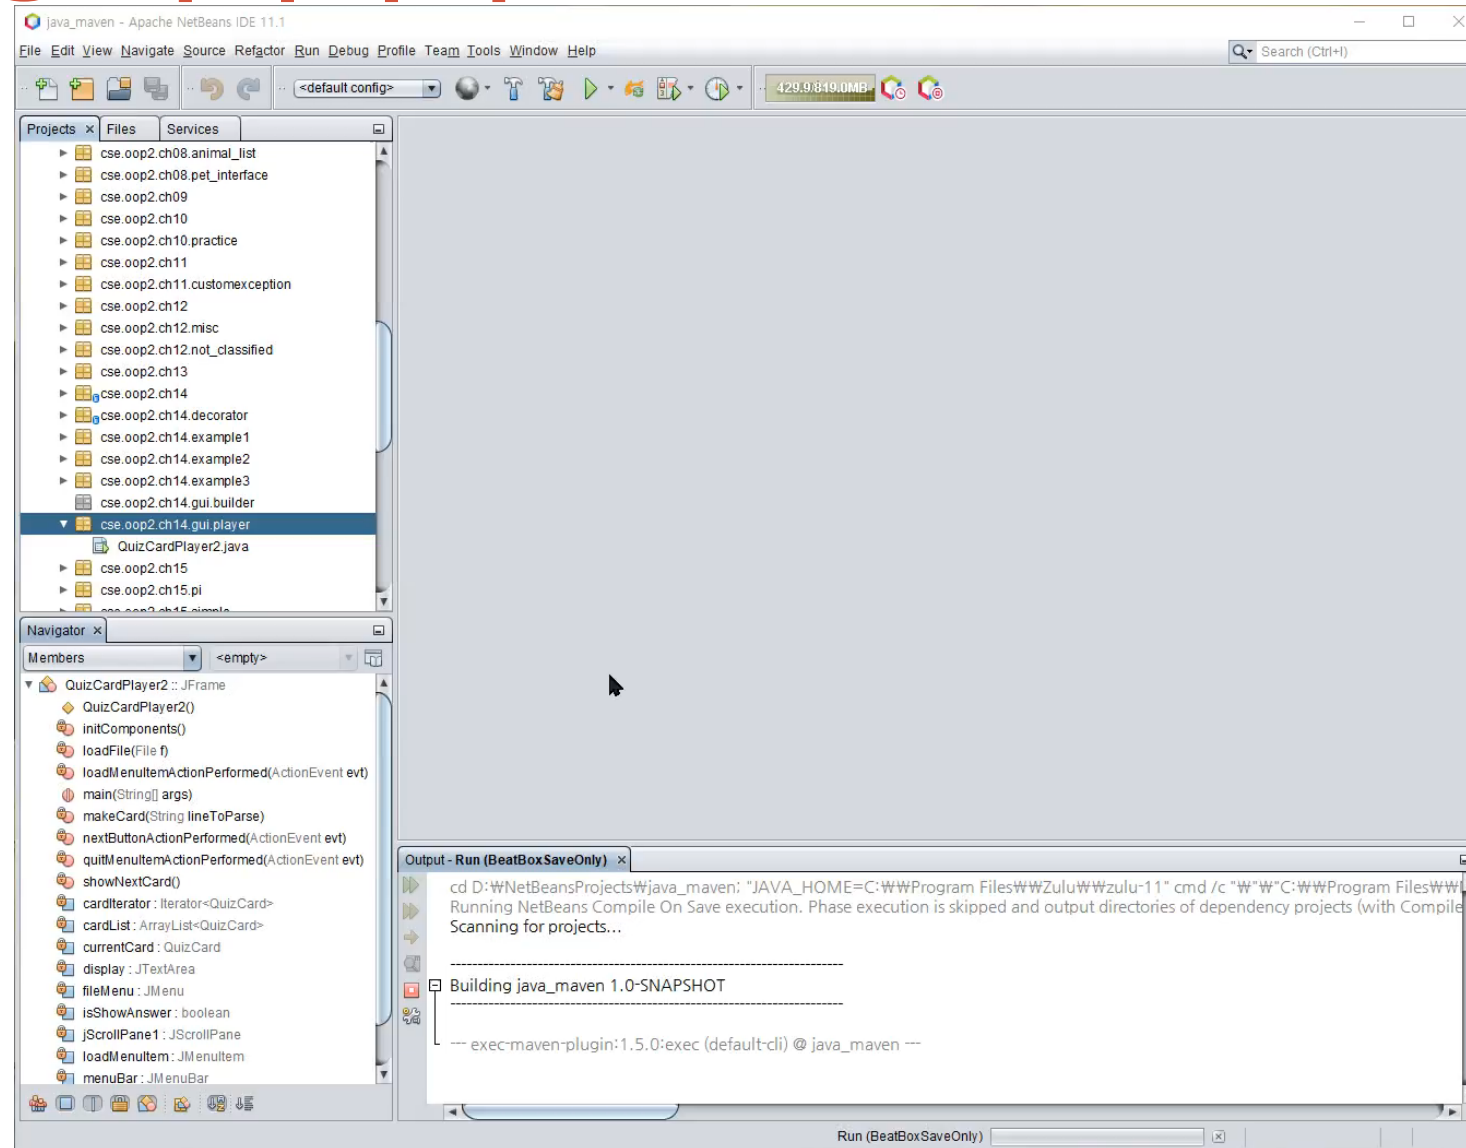 java_maven - Apache NetBeans IDE 11.1
File Edit View Navigate Source Refactor Run Debug Profile Team Tools Window Help
Search (Ctrl+I)
<default config>
429.9/819.0MB
Projects
Files
Services
cse.oop2.ch08.animal_list
cse.oop2.ch08.pet_interface
cse.oop2.ch09
cse.oop2.ch10
cse.oop2.ch10.practice
cse.oop2.ch11
cse.oop2.ch11.customexception
cse.oop2.ch12
cse.oop2.ch12.misc
cse.oop2.ch12.not_classified
cse.oop2.ch13
cse.oop2.ch14
cse.oop2.ch14.decorator
cse.oop2.ch14.example1
cse.oop2.ch14.example2
cse.oop2.ch14.example3
cse.oop2.ch14.gui.builder
cse.oop2.ch14.gui.player
QuizCardPlayer2.java
cse.oop2.ch15
cse.oop2.ch15.pi
Navigator
Members
<empty>
QuizCardPlayer2 :: JFrame
QuizCardPlayer2()
initComponents()
loadFile(File f)
loadMenuItemActionPerformed(ActionEvent evt)
main(String[] args)
makeCard(String lineToParse)
nextButtonActionPerformed(ActionEvent evt)
quitMenuItemActionPerformed(ActionEvent evt)
showNextCard()
cardIterator : Iterator<QuizCard>
cardList : ArrayList<QuizCard>
currentCard : QuizCard
display : JTextArea
fileMenu : JMenu
isShowAnswer : boolean
jScrollPane1 : JScrollPane
loadMenuItem : JMenuItem
menuBar : JMenuBar
Output - Run (BeatBoxSaveOnly)
cd D:₩NetBeansProjects₩java_maven; "JAVA_HOME=C:₩₩Program Files₩₩Zulu₩₩zulu-11" cmd /c "₩"₩"C:₩₩Program Files₩₩
Running NetBeans Compile On Save execution. Phase execution is skipped and output directories of dependency projects (with Compile
Scanning for projects...
------------------------------------------------------------------------
Building java_maven 1.0-SNAPSHOT
------------------------------------------------------------------------
--- exec-maven-plugin:1.5.0:exec (default-cli) @ java_maven ---
Run (BeatBoxSaveOnly)